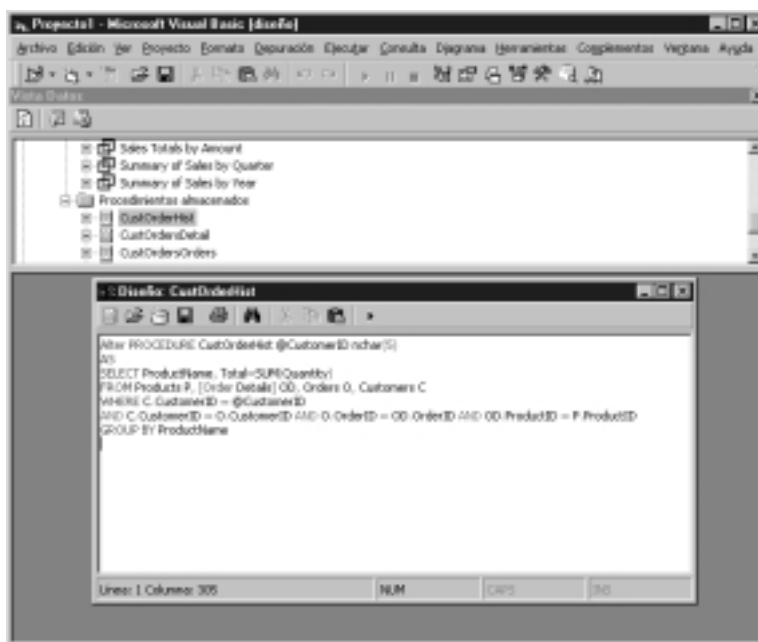 Proyecto1 - Microsoft Visual Basic [diseño]
Archivo Edición Ver Proyecto Formato Depuración Ejecutar Consulta Diagrama Herramientas Complementos Ventana Ayuda
Vista Datos
Sales Totals by Amount
Summary of Sales by Quarter
Summary of Sales by Year
Procedimientos almacenados
CustOrderHist
CustOrdersDetail
CustOrdersOrders
Diseño: CustOrderHist
Alter PROCEDURE CustOrderHist @CustomerID nchar(5)
AS
SELECT ProductName, Total=SUM(Quantity)
FROM Products P, [Order Details] OD, Orders O, Customers C
WHERE C.CustomerID = @CustomerID
AND C.CustomerID = O.CustomerID AND O.OrderID = OD.OrderID AND OD.ProductID = P.ProductID
GROUP BY ProductName
Línea: 1 Columna: 305 NUM CAPS INS